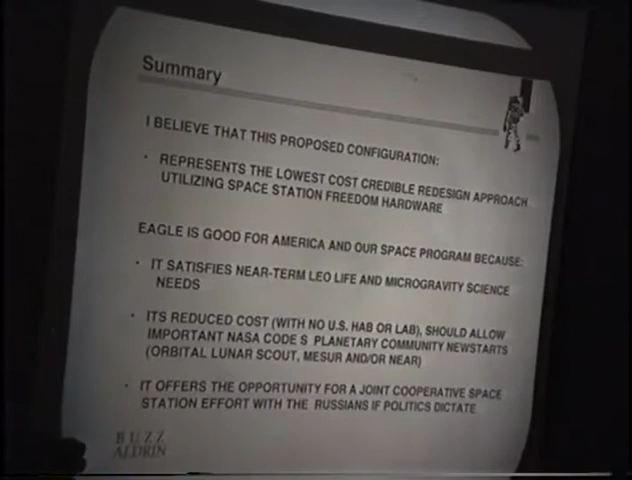 Summary
I BELIEVE THAT THIS PROPOSED CONFIGURATION:
· REPRESENTS THE LOWEST COST CREDIBLE REDESIGN APPROACH
UTILIZING SPACE STATION FREEDOM HARDWARE
EAGLE IS GOOD FOR AMERICA AND OUR SPACE PROGRAM BECAUSE:
· IT SATISFIES NEAR-TERM LEO LIFE AND MICROGRAVITY SCIENCE
NEEDS
· ITS REDUCED COST (WITH NO U.S. HAB OR LAB), SHOULD ALLOW
IMPORTANT NASA CODE S PLANETARY COMMUNITY NEWSTARTS
(ORBITAL LUNAR SCOUT, MESUR AND/OR NEAR)
· IT OFFERS THE OPPORTUNITY FOR A JOINT COOPERATIVE SPACE
STATION EFFORT WITH THE RUSSIANS IF POLITICS DICTATE
BUZZ
ALDRIN